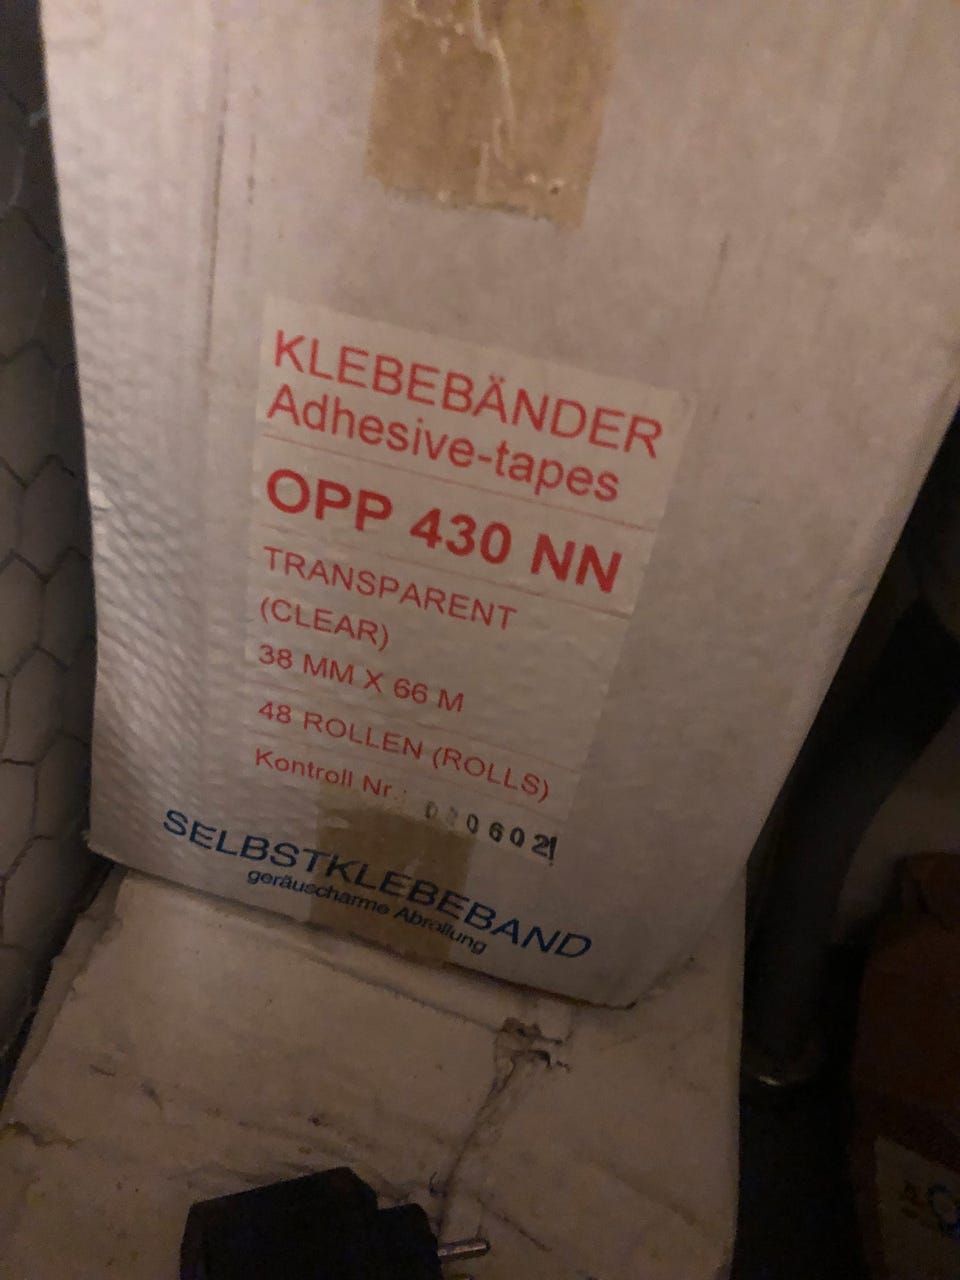 KLEBEBÄNDER
Adhesive-tapes
OPP 430 NN
TRANSPARENT
(CLEAR)
38 MM X 66 M
48 ROLLEN (ROLLS)
Kontroll Nr.:
SELBSTKLEBEBAND
geräuscharme Abrollung